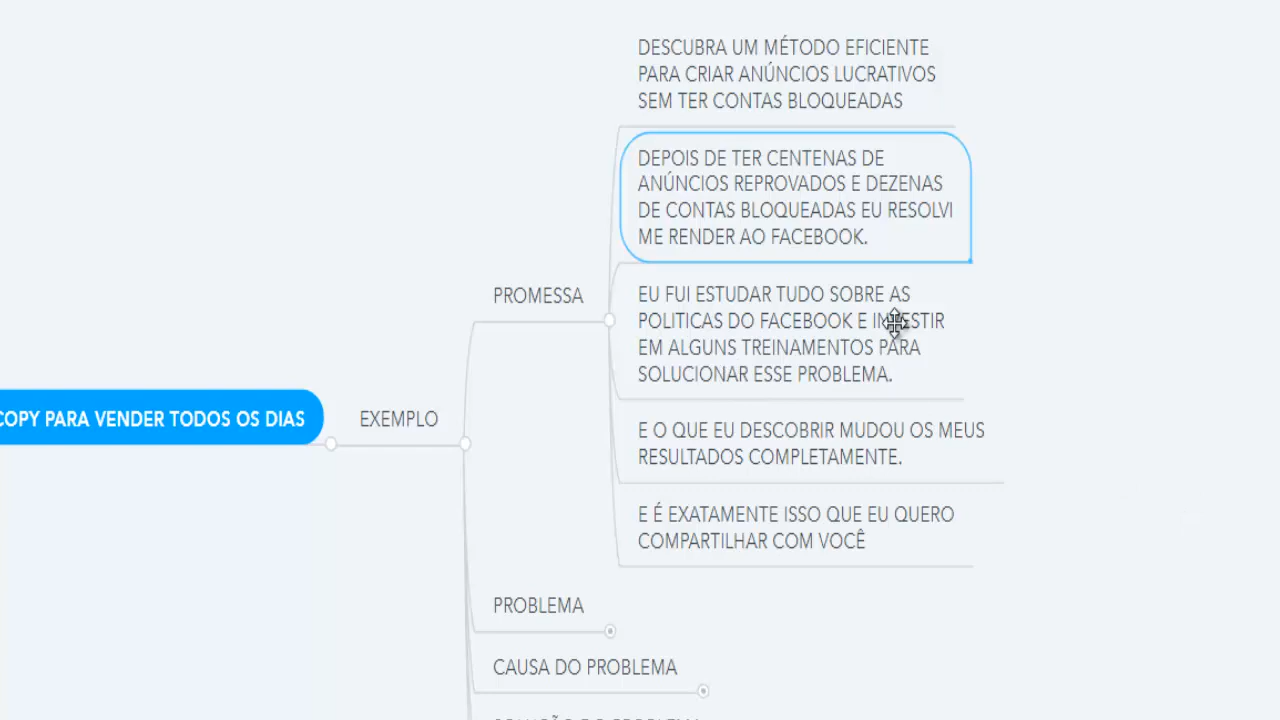 DESCUBRA UM MÉTODO EFICIENTE
PARA CRIAR ANÚNCIOS LUCRATIVOS
SEM TER CONTAS BLOQUEADAS
DEPOIS DE TER CENTENAS DE
ANÚNCIOS REPROVADOS E DEZENAS
DE CONTAS BLOQUEADAS EU RESOLVI
ME RENDER AO FACEBOOK.
PROMESSA
EU FUI ESTUDAR TUDO SOBRE AS
POLITICAS DO FACEBOOK E INVESTIR
EM ALGUNS TREINAMENTOS PARA
SOLUCIONAR ESSE PROBLEMA.
COPY PARA VENDER TODOS OS DIAS
EXEMPLO
E O QUE EU DESCOBRIR MUDOU OS MEUS
RESULTADOS COMPLETAMENTE.
E É EXATAMENTE ISSO QUE EU QUERO
COMPARTILHAR COM VOCÊ
PROBLEMA
CAUSA DO PROBLEMA